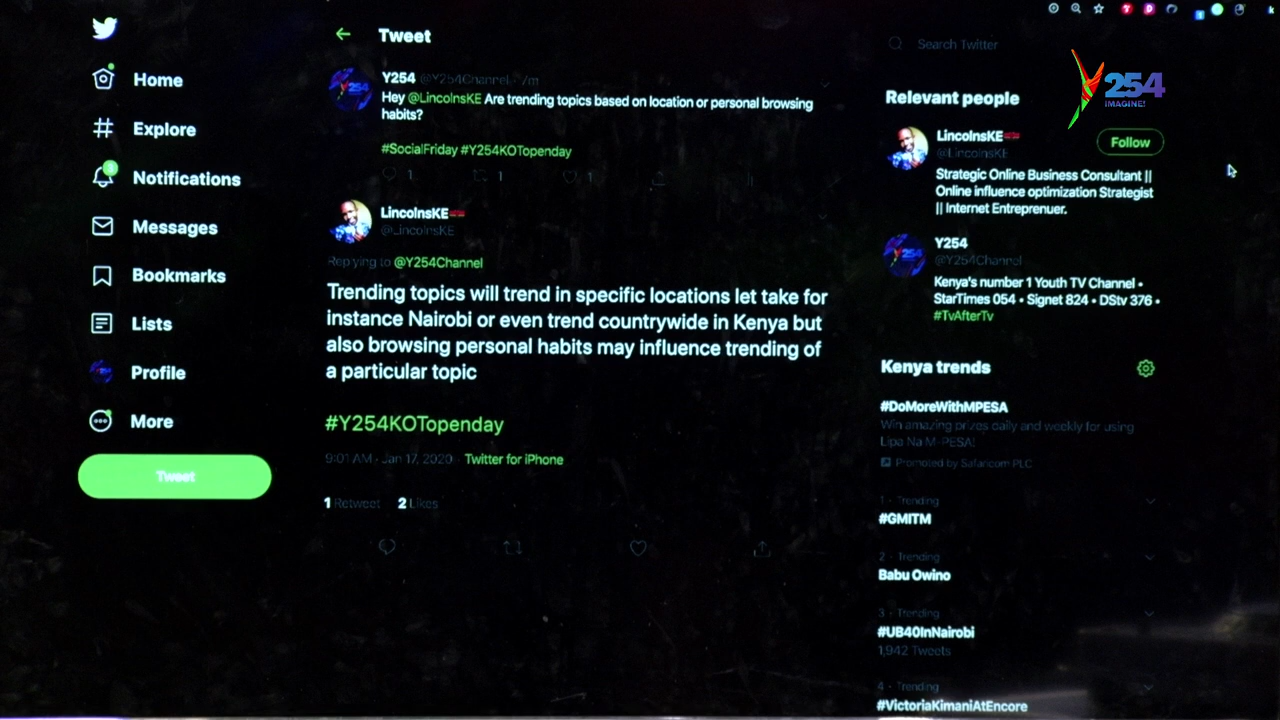 Home
Explore
Notifications
Messages
Bookmarks
Lists
Profile
More
Tweet
Tweet
Y254 @Y254Channel · 7m
Hey @LincolnsKE Are trending topics based on location or personal browsing
habits?
#SocialFriday #Y254KOTopenday
1 1 1
LincolnsKE
@LincolnsKE
Replying to @Y254Channel
Trending topics will trend in specific locations let take for
instance Nairobi or even trend countrywide in Kenya but
also browsing personal habits may influence trending of
a particular topic
#Y254KOTopenday
9:01 AM · Jan 17, 2020 · Twitter for iPhone
1 Retweet 2 Likes
Search Twitter
Y254
IMAGINE!
Relevant people
LincolnsKE
@LincolnsKE
Follow
Strategic Online Business Consultant ||
Online influence optimization Strategist
|| Internet Entreprenuer.
Y254
@Y254Channel
Kenya's number 1 Youth TV Channel •
StarTimes 054 • Signet 824 • DStv 376 •
#TvAfterTv
Kenya trends
#DoMoreWithMPESA
Win amazing prizes daily and weekly for using
Lipa Na M-PESA!
Promoted by Safaricom PLC
1 · Trending
#GMITM
2 · Trending
Babu Owino
3 · Trending
#UB40InNairobi
1,942 Tweets
4 · Trending
#VictoriaKimaniAtEncore